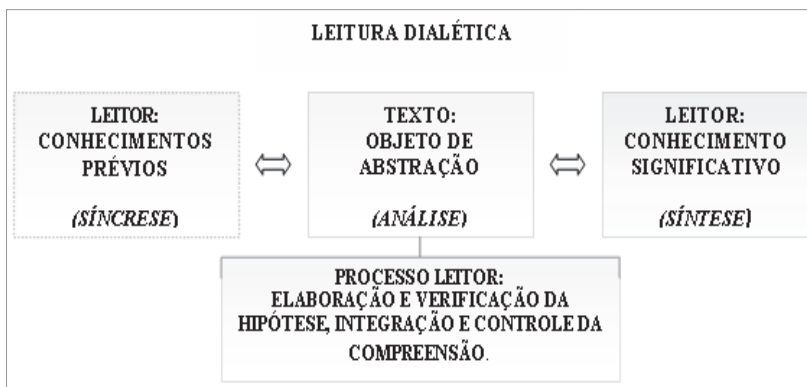 LEITURA DIALÉTICA
LEITOR:
CONHECIMENTOS
PRÉVIOS
(SÍNCRESE)
TEXTO:
OBJETO DE
ABSTRAÇÃO
(ANÁLISE)
LEITOR:
CONHECIMENTO
SIGNIFICATIVO
(SÍNTESE)
PROCESSO LEITOR:
ELABORAÇÃO E VERIFICAÇÃO DA
HIPÓTESE, INTEGRAÇÃO E CONTROLE DA
COMPREENSÃO.